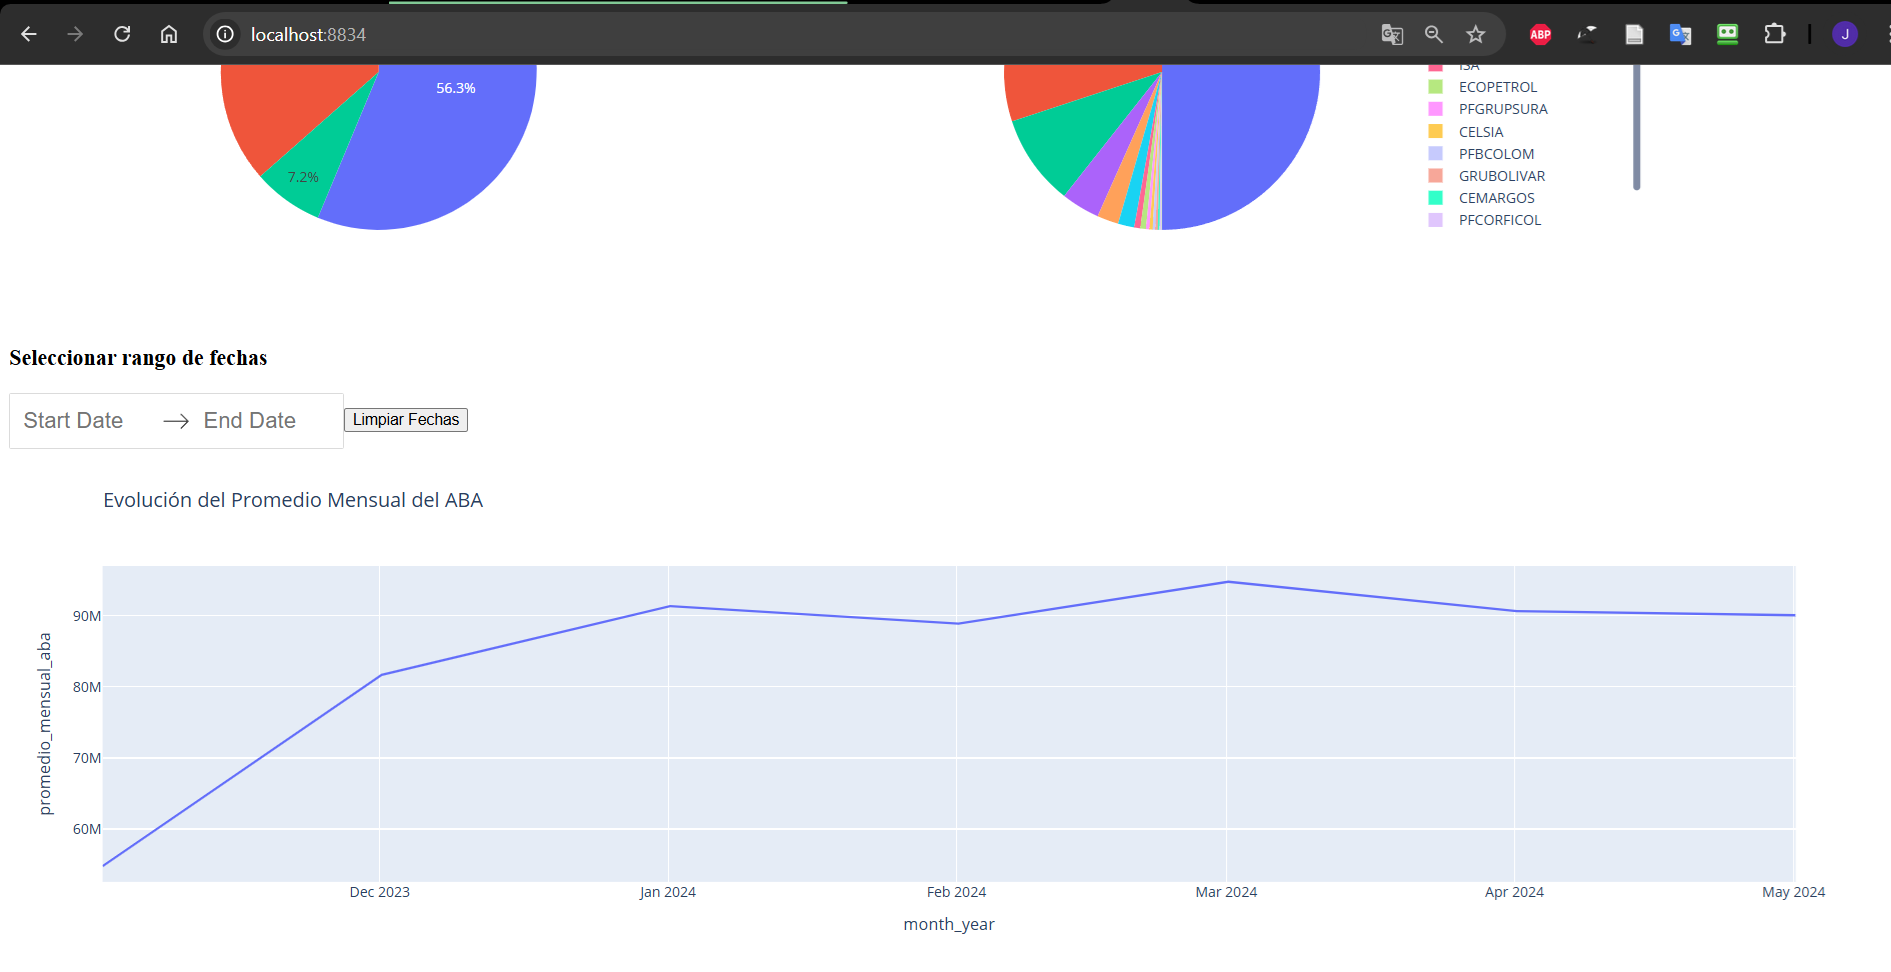 localhost:8834
ABP
J
56.3%
7.2%
ISA
ECOPETROL
PFGRUPSURA
CELSIA
PFBCOLOM
GRUBOLIVAR
CEMARGOS
PFCORFICOL
Seleccionar rango de fechas
Start Date → End Date
Limpiar Fechas
Evolución del Promedio Mensual del ABA
promedio_mensual_aba
90M
80M
70M
60M
Dec 2023 Jan 2024 Feb 2024 Mar 2024 Apr 2024 May 2024
month_year